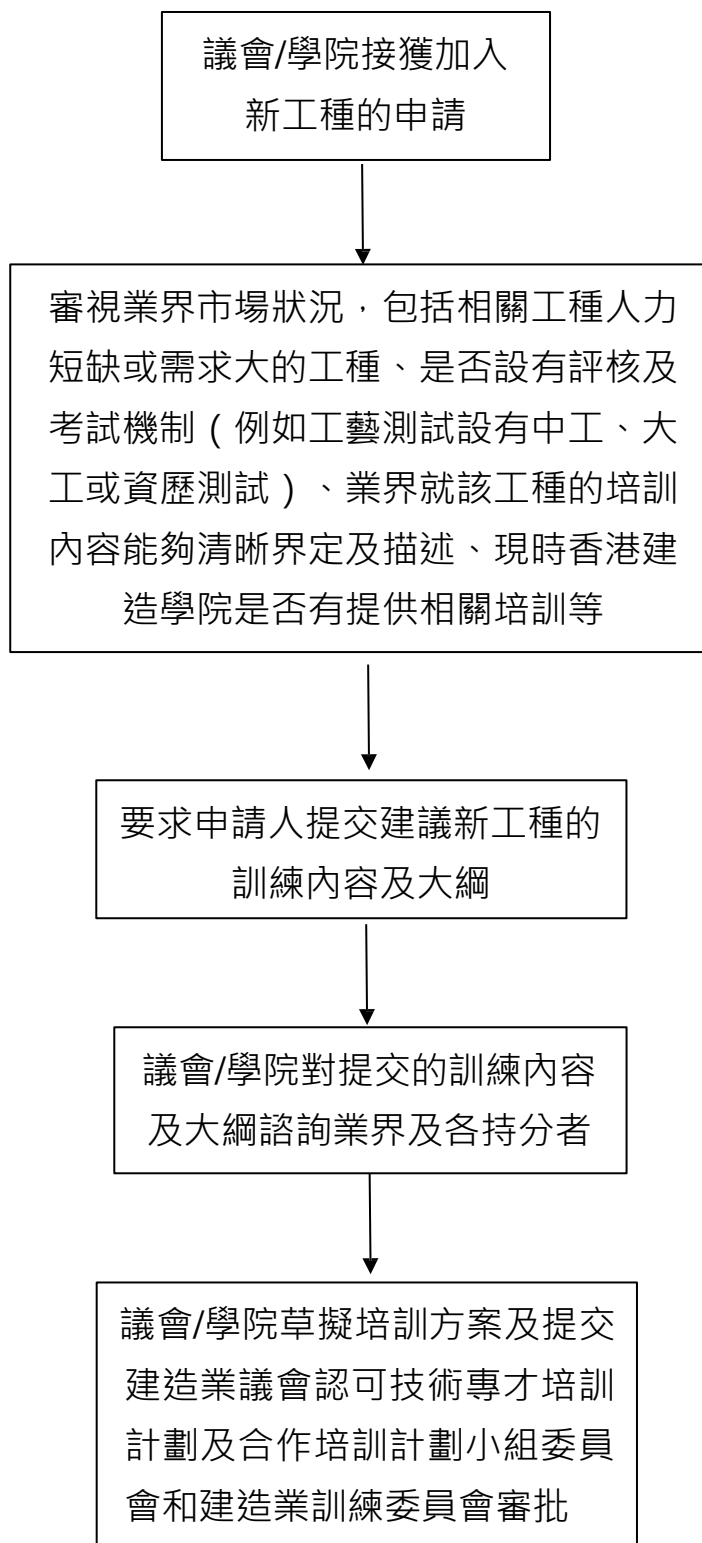 議會/學院接獲加入
新工種的申請
審視業界市場狀況，包括相關工種人力
短缺或需求大的工種、是否設有評核及
考試機制（例如工藝測試設有中工、大
工或資歷測試）、業界就該工種的培訓
內容能夠清晰界定及描述、現時香港建
造學院是否有提供相關培訓等
要求申請人提交建議新工種的
訓練內容及大綱
議會/學院對提交的訓練內容
及大綱諮詢業界及各持分者
議會/學院草擬培訓方案及提交
建造業議會認可技術專才培訓
計劃及合作培訓計劃小組委員
會和建造業訓練委員會審批